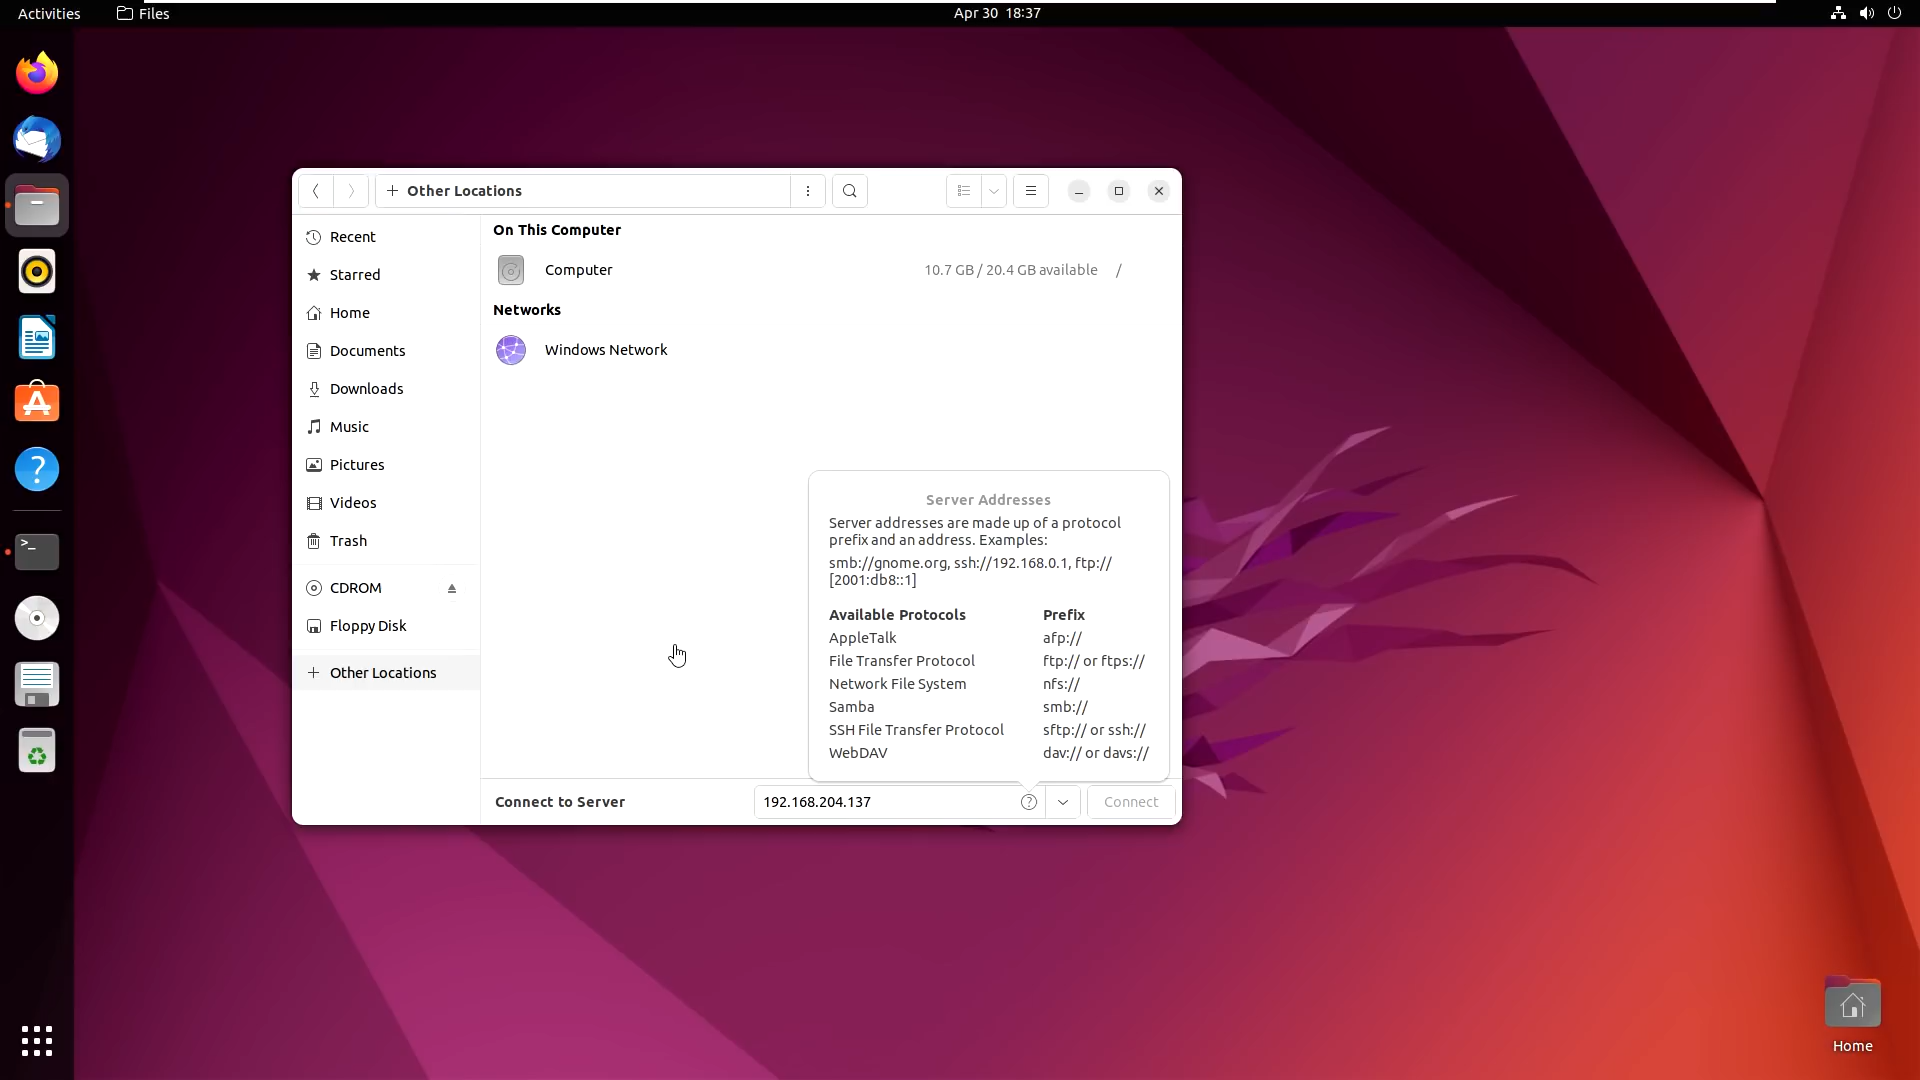 Activities
Files
Apr 30 18:37
Other Locations
Recent
Starred
Home
Documents
Downloads
Music
Pictures
Videos
Trash
CDROM
Floppy Disk
Other Locations
On This Computer
Computer
10.7 GB / 20.4 GB available /
Networks
Windows Network
Server Addresses
Server addresses are made up of a protocol
prefix and an address. Examples:
smb://gnome.org, ssh://192.168.0.1, ftp://
[2001:db8::1]
Available Protocols Prefix
AppleTalk afp://
File Transfer Protocol ftp:// or ftps://
Network File System nfs://
Samba smb://
SSH File Transfer Protocol sftp:// or ssh://
WebDAV dav:// or davs://
Connect to Server
192.168.204.137
Connect
Home